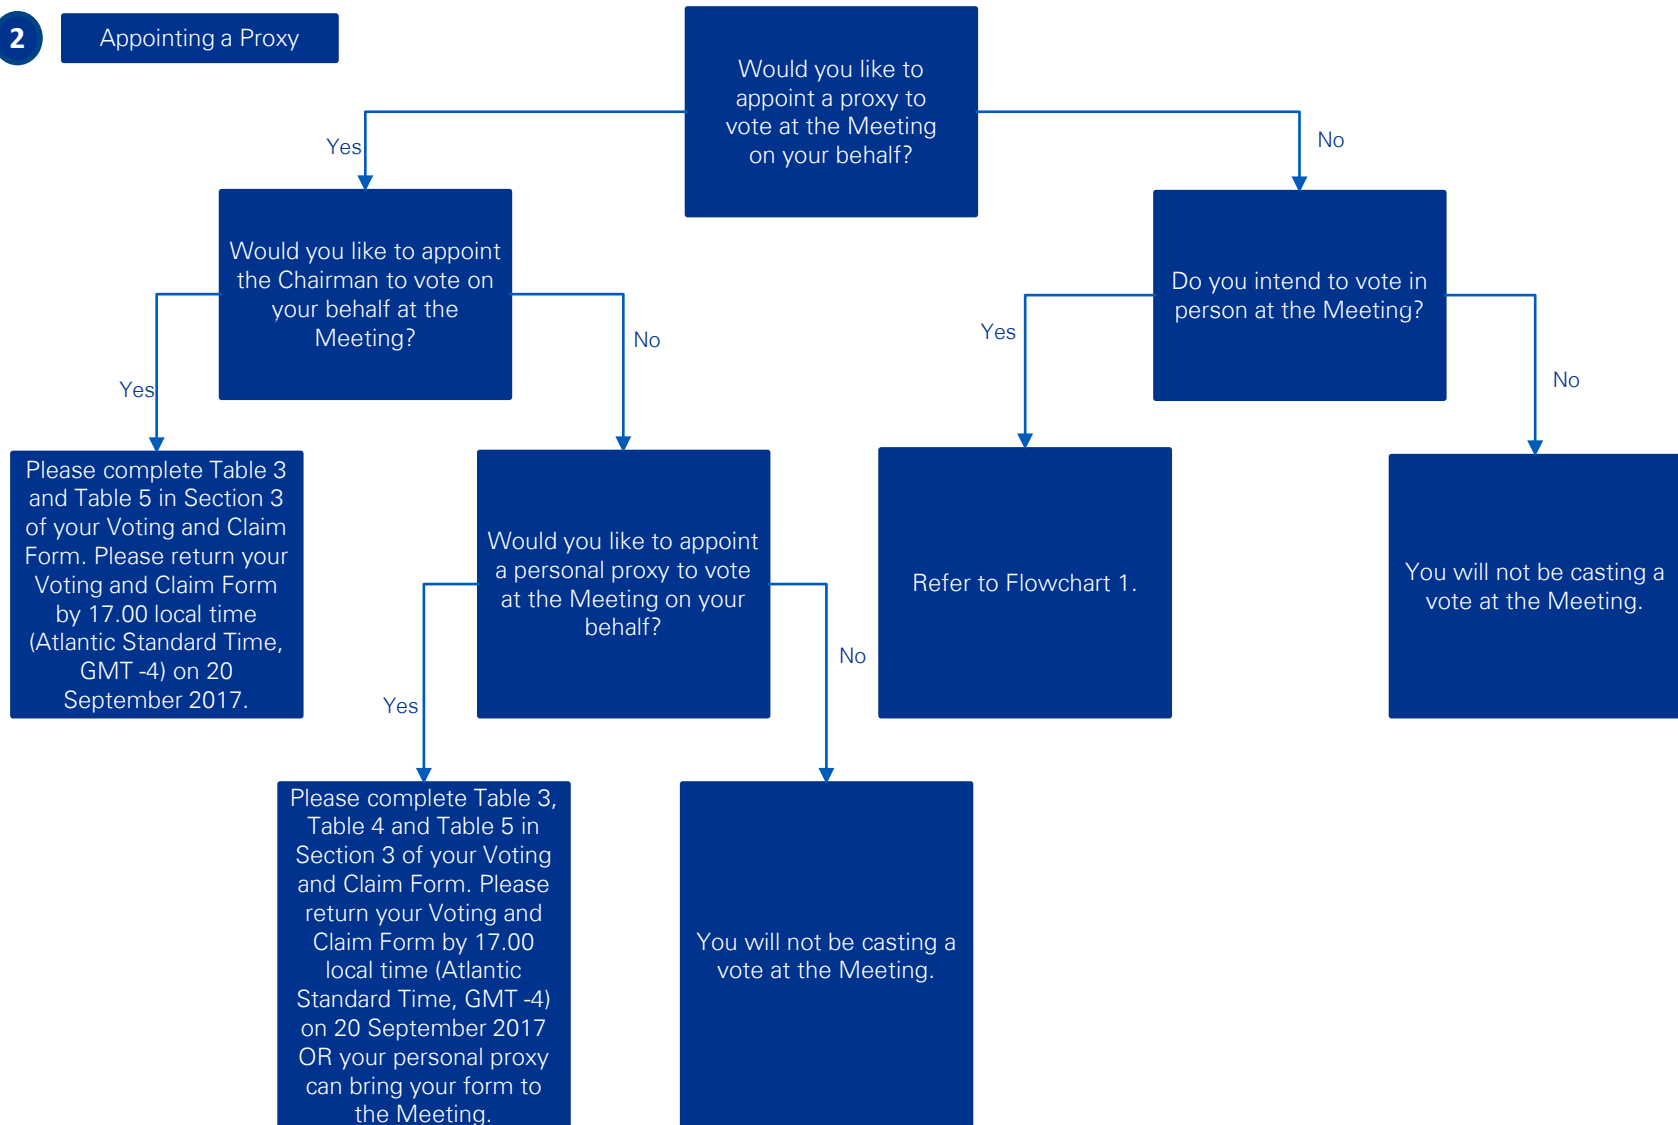 2
Appointing a Proxy
Would you like to
appoint a proxy to
vote at the Meeting
on your behalf?
Yes
No
Would you like to appoint
the Chairman to vote on
your behalf at the
Meeting?
Do you intend to vote in
person at the Meeting?
Yes
No
Yes
No
Please complete Table 3
and Table 5 in Section 3
of your Voting and Claim
Form. Please return your
Voting and Claim Form
by 17.00 local time
(Atlantic Standard Time,
GMT -4) on 20
September 2017.
Would you like to appoint
a personal proxy to vote
at the Meeting on your
behalf?
Refer to Flowchart 1.
You will not be casting a
vote at the Meeting.
Yes
No
Please complete Table 3,
Table 4 and Table 5 in
Section 3 of your Voting
and Claim Form. Please
return your Voting and
Claim Form by 17.00
local time (Atlantic
Standard Time, GMT -4)
on 20 September 2017
OR your personal proxy
can bring your form to
the Meeting.
You will not be casting a
vote at the Meeting.